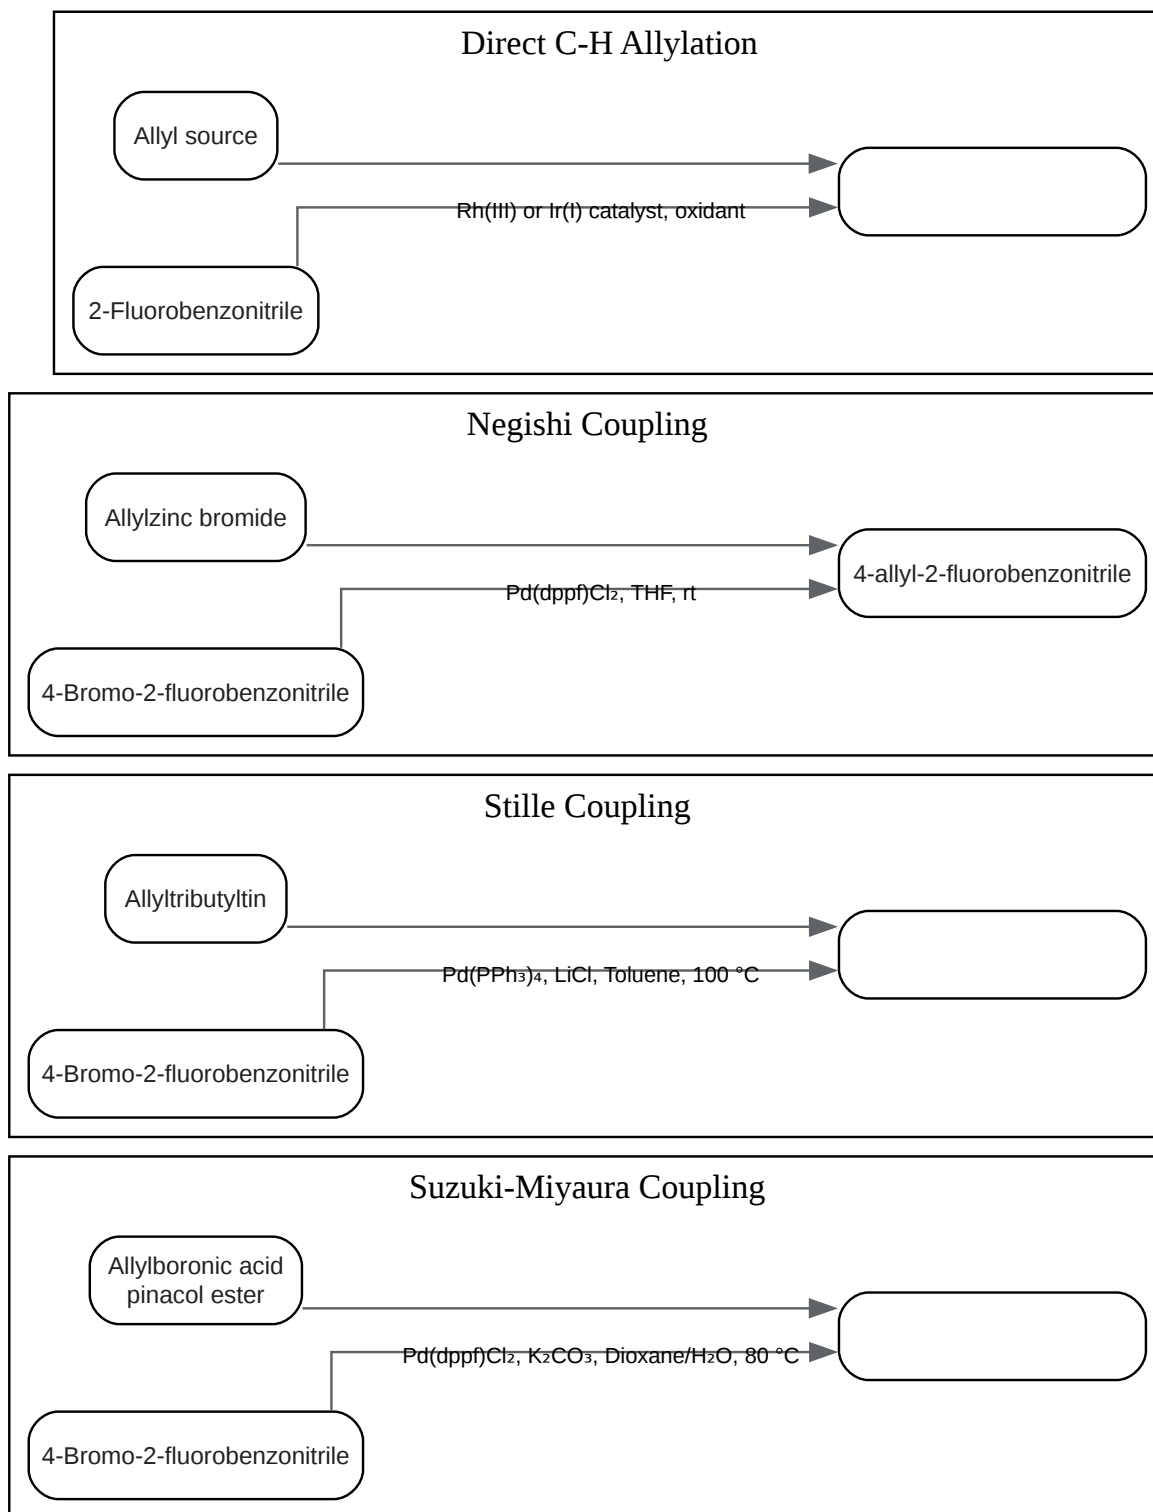 Direct C-H Allylation
Allyl source
Rh(III) or Ir(I) catalyst, oxidant
2-Fluorobenzonitrile
Negishi Coupling
Allylzinc bromide
4-allyl-2-fluorobenzonitrile
Pd(dppf)Cl₂, THF, rt
4-Bromo-2-fluorobenzonitrile
Stille Coupling
Allyltributyltin
Pd(PPh₃)₄, LiCl, Toluene, 100 °C
4-Bromo-2-fluorobenzonitrile
Suzuki-Miyaura Coupling
Allylboronic acid
pinacol ester
Pd(dppf)Cl₂, K₂CO₃, Dioxane/H₂O, 80 °C
4-Bromo-2-fluorobenzonitrile